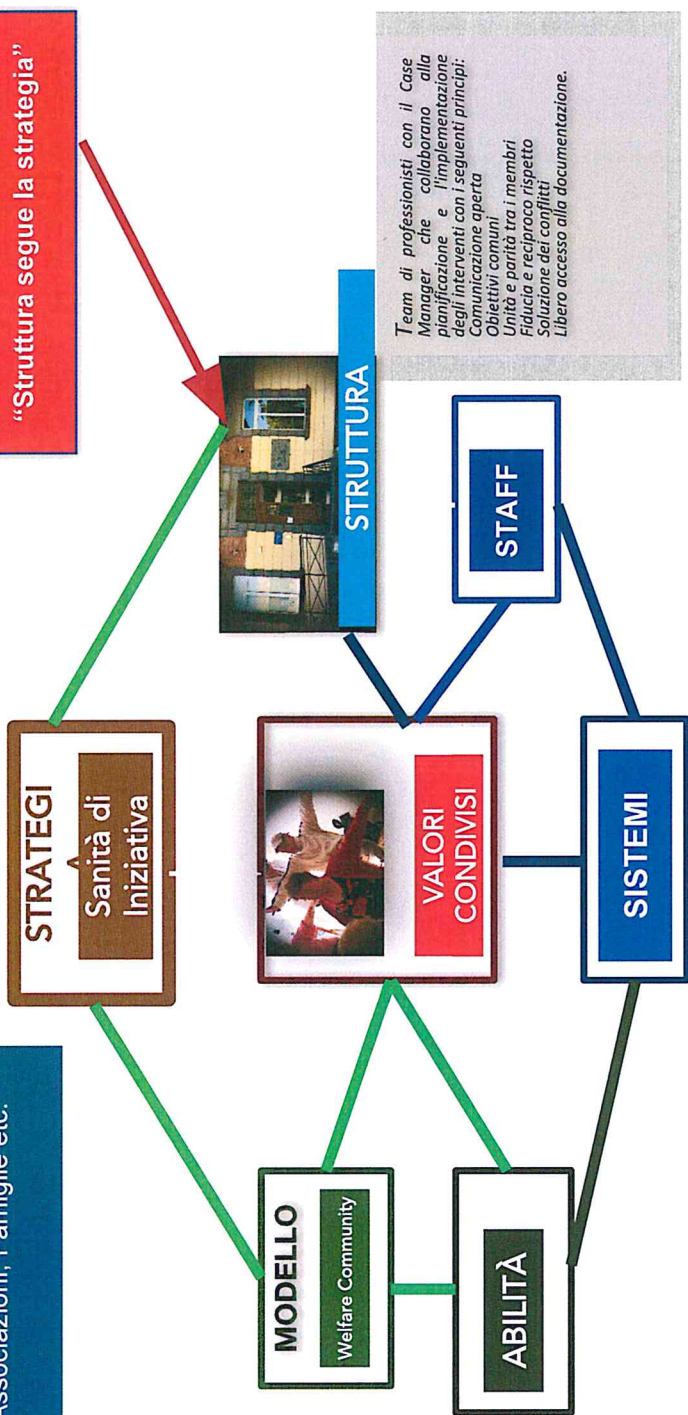 Associazioni, Famiglie etc.
"Struttura segue la strategia"
STRATEGI
A
Sanità di
Iniziativa
MODELLO
Welfare Community
VALORI
CONDIVISI
STRUTTURA
ABILITÀ
SISTEMI
STAFF
Team di professionisti con il Case
Manager che collaborano alla
pianificazione e l'implementazione
degli interventi con i seguenti principi:
Comunicazione aperta
Obiettivi comuni
Unità e parità tra i membri
Fiducia e reciproco rispetto
Soluzione dei conflitti
Libero accesso alla documentazione.